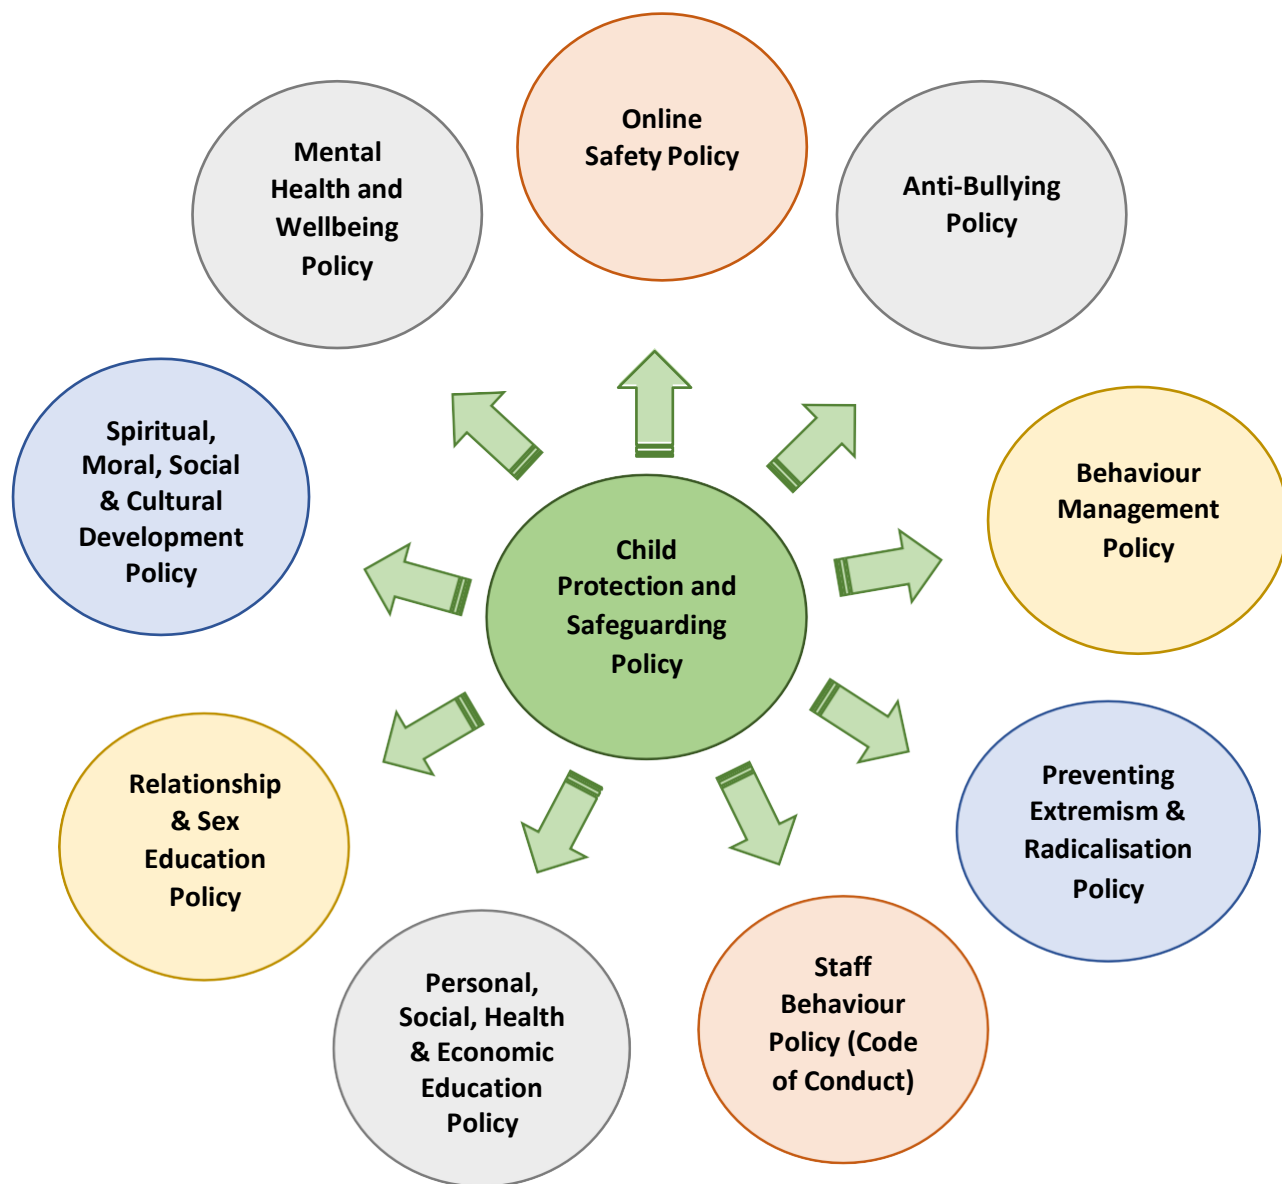 Online
Safety Policy
Mental
Health and
Wellbeing
Policy
Anti-Bullying
Policy
Spiritual,
Moral, Social
& Cultural
Development
Policy
Behaviour
Management
Policy
Child
Protection and
Safeguarding
Policy
Relationship
& Sex
Education
Policy
Preventing
Extremism &
Radicalisation
Policy
Personal,
Social, Health
& Economic
Education
Policy
Staff
Behaviour
Policy (Code
of Conduct)